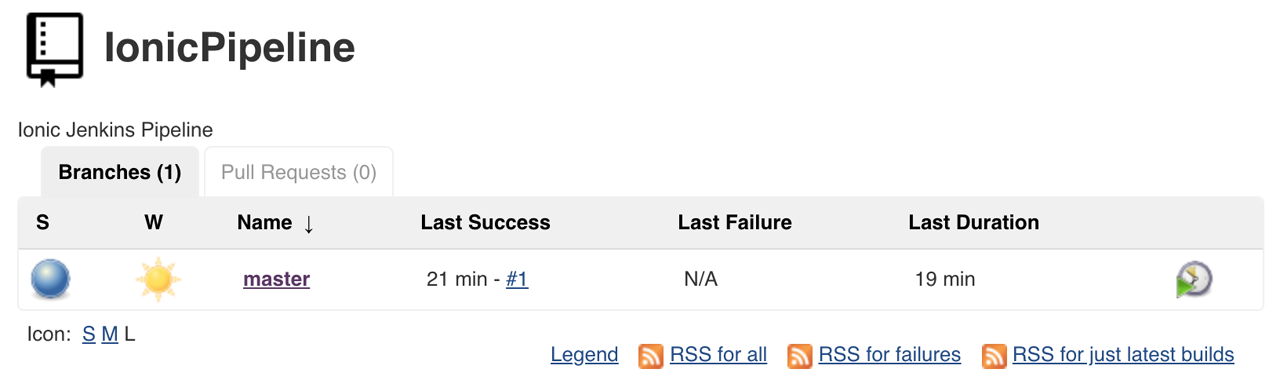 IonicPipeline
Ionic Jenkins Pipeline
Branches (1) Pull Requests (0)
S W Name ↓ Last Success Last Failure Last Duration
master 21 min - #1 N/A 19 min
Icon: S M L
Legend RSS for all RSS for failures RSS for just latest builds